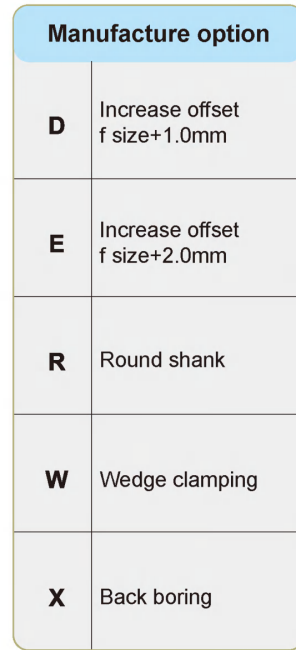 Manufacture option
D
Increase offset
f size+1.0mm
E
Increase offset
f size+2.0mm
R
Round shank
W
Wedge clamping
X
Back boring